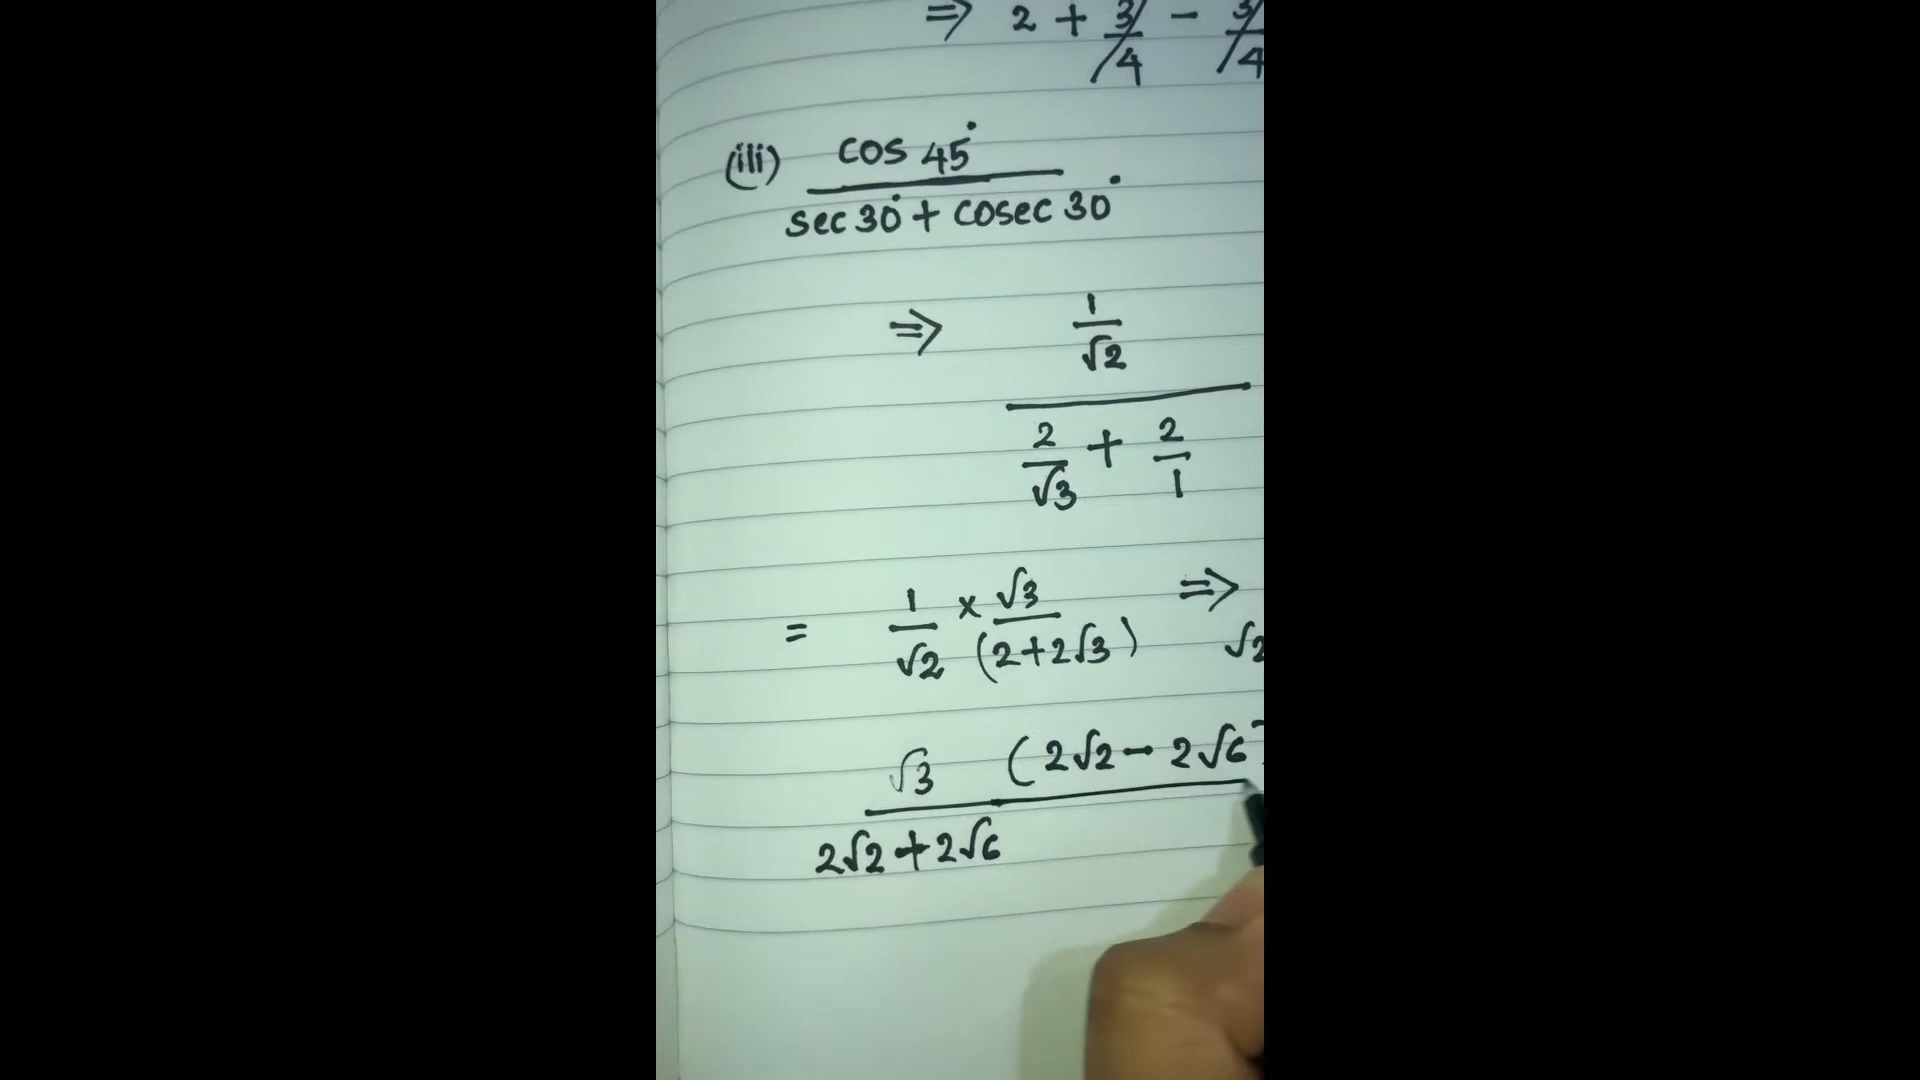 ⇒ 2 + 3/4 - 3/4
(iii) cos 45°
sec 30° + cosec 30°
⇒ 1
√2
2 + 2
√3 1
= 1 × √3 ⇒
√2 (2+2√3) √2
√3 (2√2 - 2√6
2√2 + 2√6